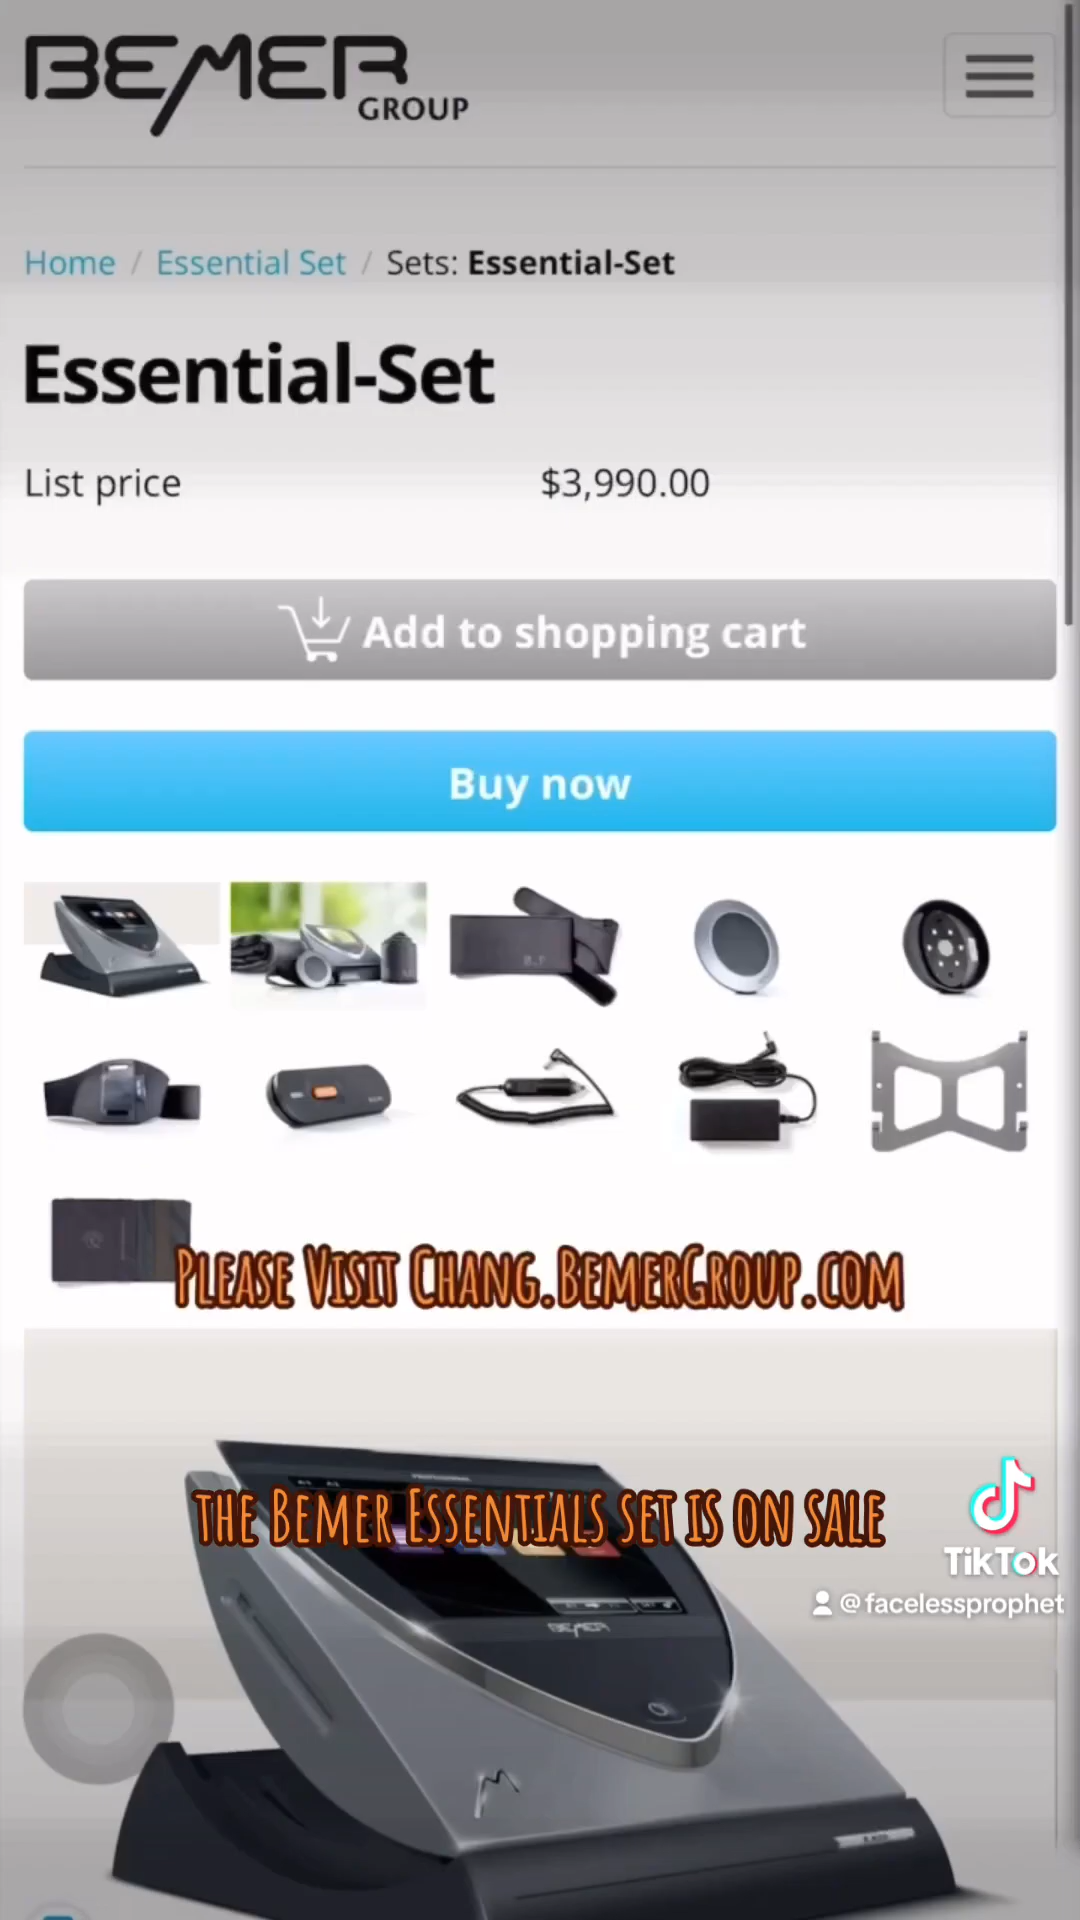 BEMER
GROUP
Home / Essential Set / Sets: Essential-Set
Essential-Set
List price $3,990.00
Add to shopping cart
Buy now
Please Visit Chang.BemerGroup.com
the Bemer Essentials set is on sale
TikTok
@facelessprophet
BEMER